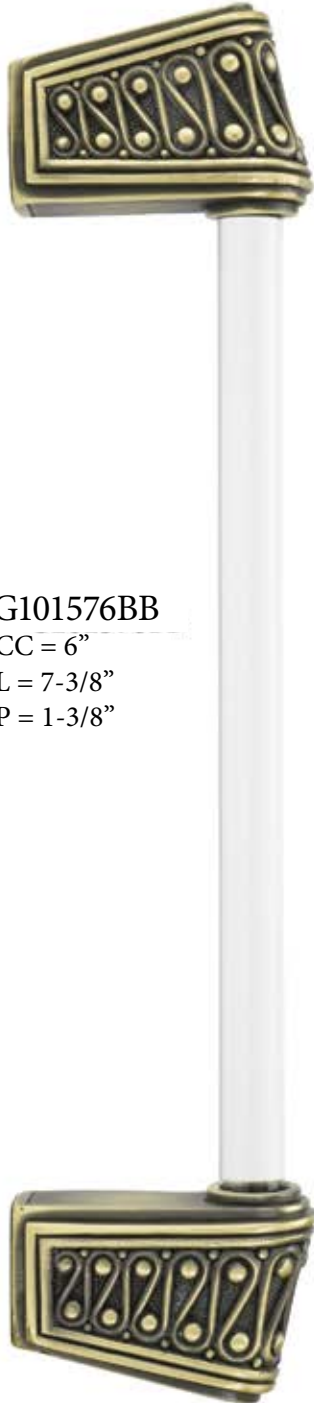 G101576BB
CC = 6”
L = 7-3/8”
P = 1-3/8”